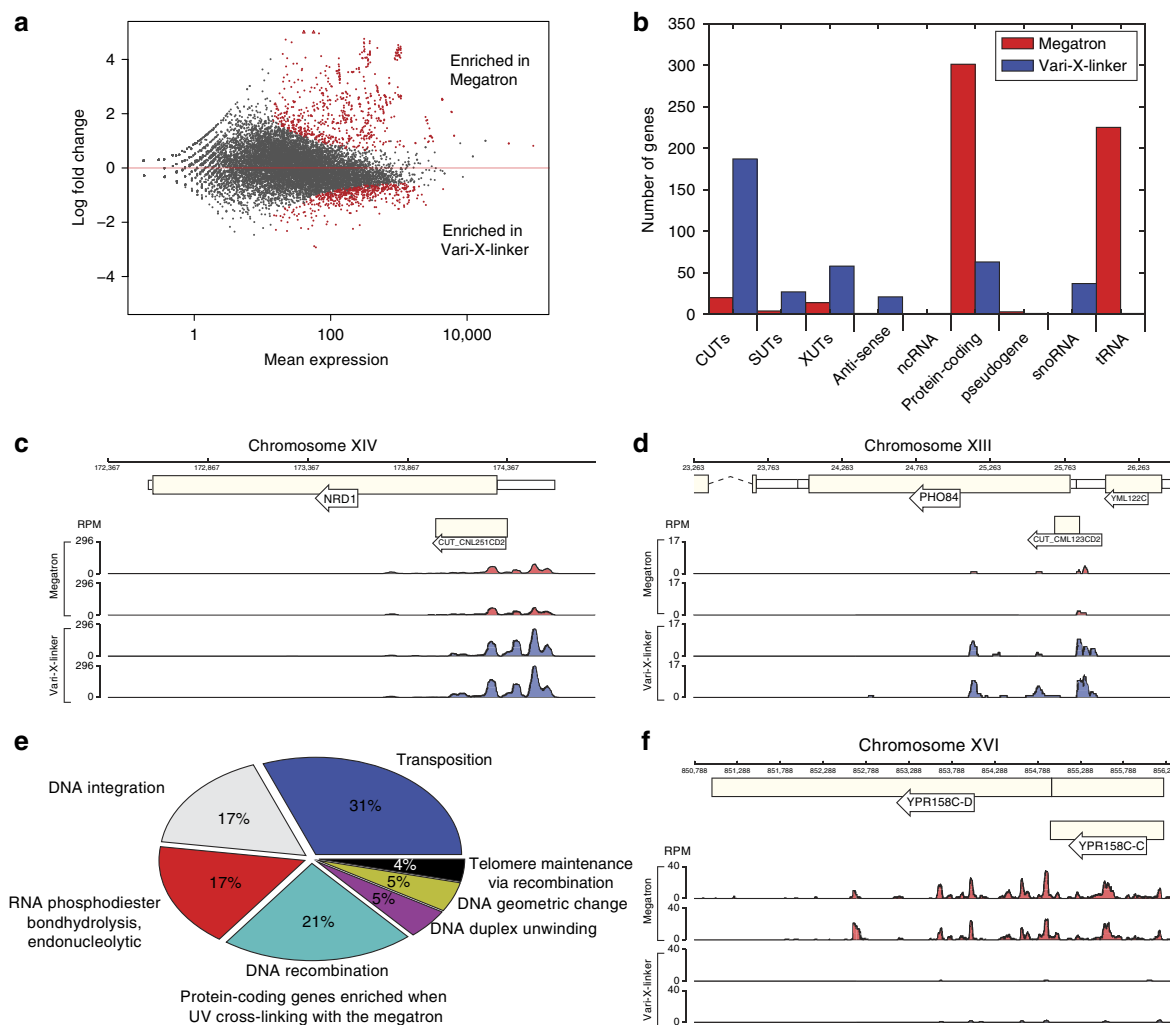 a
4
2
0
−2
−4
Log fold change
Enriched in
Megatron
Enriched in
Vari-X-linker
1
100
10,000
Mean expression
b
350
300
250
200
150
100
50
0
Number of genes
Megatron
Vari-X-linker
CUTs
SUTs
XUTs
Anti-sense
ncRNA
Protein-coding
pseudogene
snoRNA
tRNA
c
Chromosome XIV
172,367
172,867
173,367
173,867
174,367
NRD1
CUT_CNL251CD2
RPM
296
0
296
0
296
0
296
0
Megatron
Vari-X-linker
d
Chromosome XIII
23,263
23,763
24,263
24,763
25,263
25,763
26,263
PHO84
YML122C
CUT_CML123CD2
RPM
17
0
17
0
17
0
17
0
Megatron
Vari-X-linker
e
Transposition
31%
DNA integration
17%
RNA phosphodiester
bondhydrolysis,
endonucleolytic
17%
21%
DNA recombination
4%
Telomere maintenance
via recombination
5%
DNA geometric change
5%
DNA duplex unwinding
Protein-coding genes enriched when
UV cross-linking with the megatron
f
Chromosome XVI
850,788
851,288
851,788
852,288
852,788
853,288
853,788
854,288
854,788
855,288
855,788
856,2
YPR158C-D
YPR158C-C
RPM
40
0
40
0
40
0
40
0
Megatron
Vari-X-linker